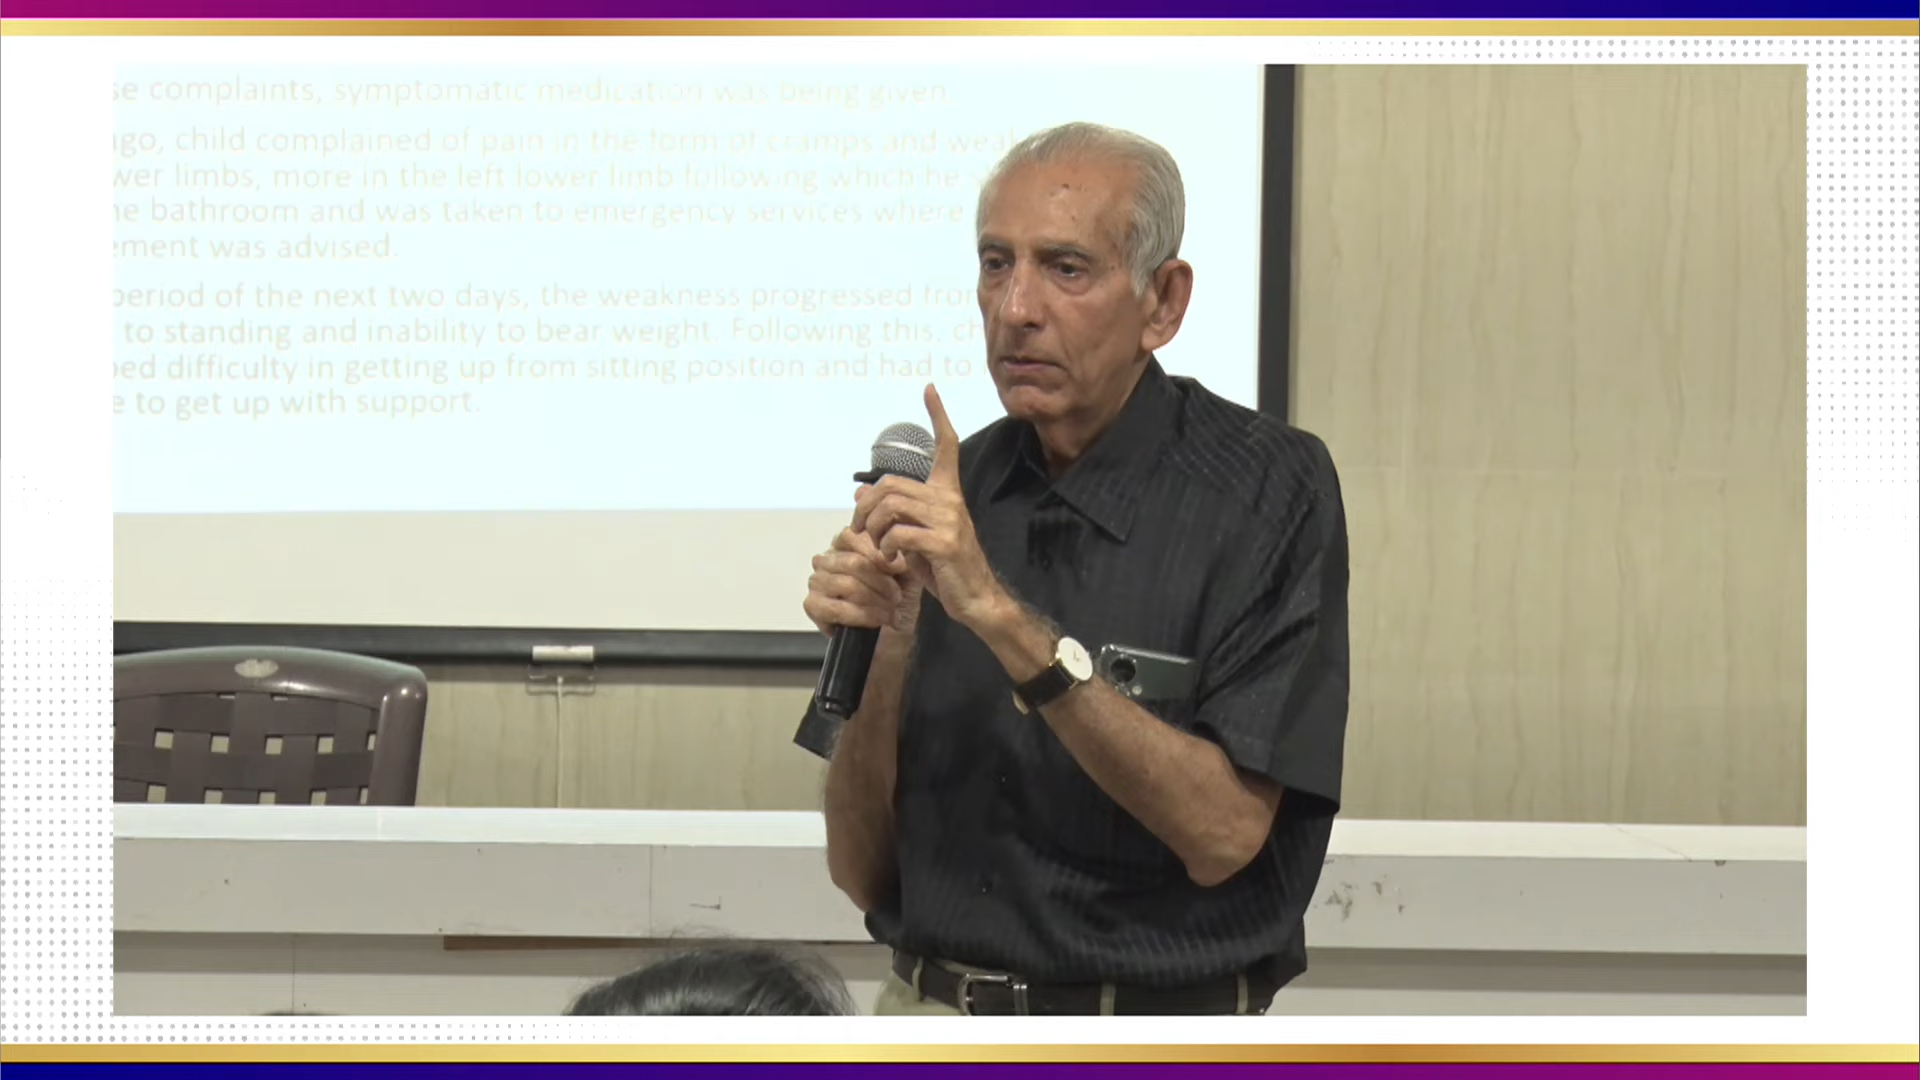 se complaints, symptomatic medication was being given.
ago, child complained of pain in the form of cramps and weak
wer limbs, more in the left lower limb following which he
he bathroom and was taken to emergency services where
ement was advised.
period of the next two days, the weakness progressed from
to standing and inability to bear weight. Following this, ch
ped difficulty in getting up from sitting position and had to
e to get up with support.